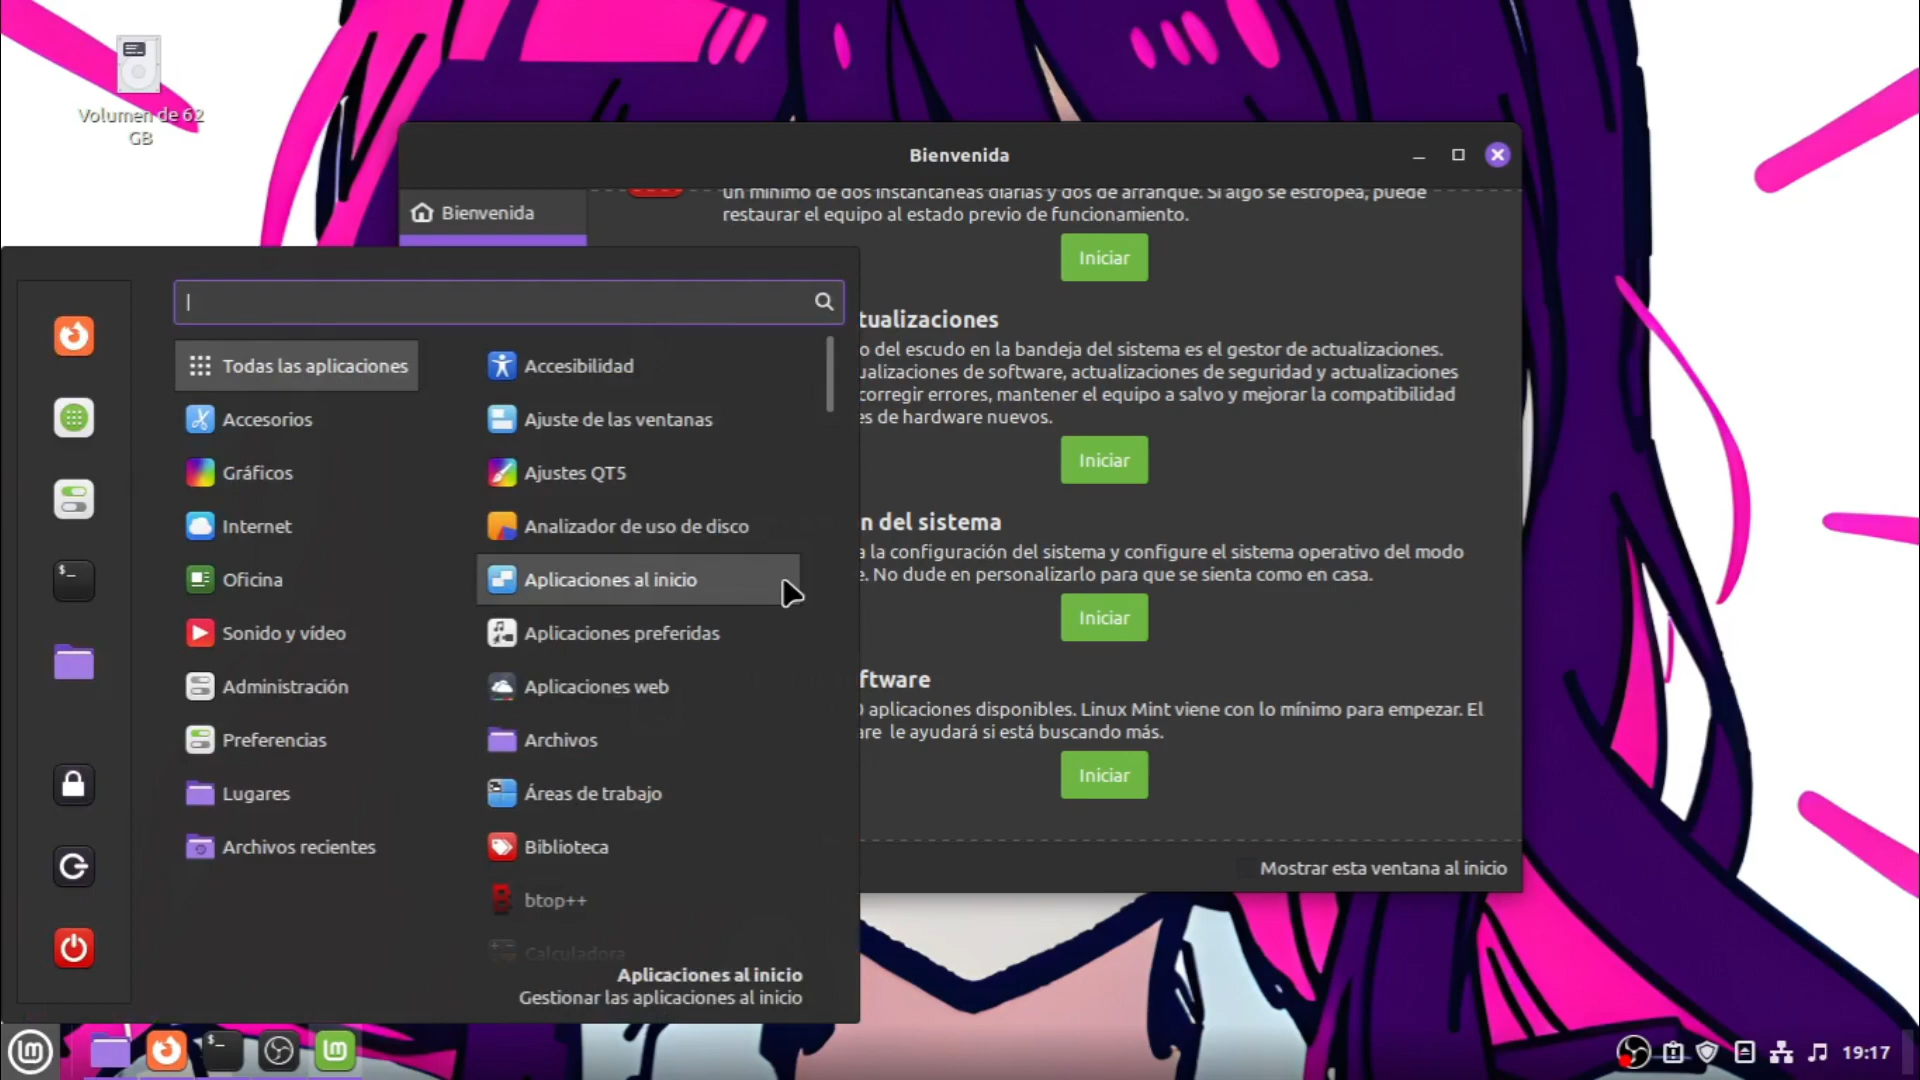 Volumen de 62
GB
Bienvenida
Bienvenida
un mínimo de dos instantáneas diarias y dos de arranque. Si algo se estropea, puede
restaurar el equipo al estado previo de funcionamiento.
Iniciar
tualizaciones
o del escudo en la bandeja del sistema es el gestor de actualizaciones.
ualizaciones de software, actualizaciones de seguridad y actualizaciones
corregir errores, mantener el equipo a salvo y mejorar la compatibilidad
es de hardware nuevos.
Iniciar
n del sistema
a la configuración del sistema y configure el sistema operativo del modo
e. No dude en personalizarlo para que se sienta como en casa.
Iniciar
ftware
0 aplicaciones disponibles. Linux Mint viene con lo mínimo para empezar. El
are le ayudará si está buscando más.
Iniciar
Mostrar esta ventana al inicio
Todas las aplicaciones
Accesorios
Gráficos
Internet
Oficina
Sonido y vídeo
Administración
Preferencias
Lugares
Archivos recientes
Accesibilidad
Ajuste de las ventanas
Ajustes QT5
Analizador de uso de disco
Aplicaciones al inicio
Aplicaciones preferidas
Aplicaciones web
Archivos
Áreas de trabajo
Biblioteca
btop++
Calculadora
Aplicaciones al inicio
Gestionar las aplicaciones al inicio
19:17